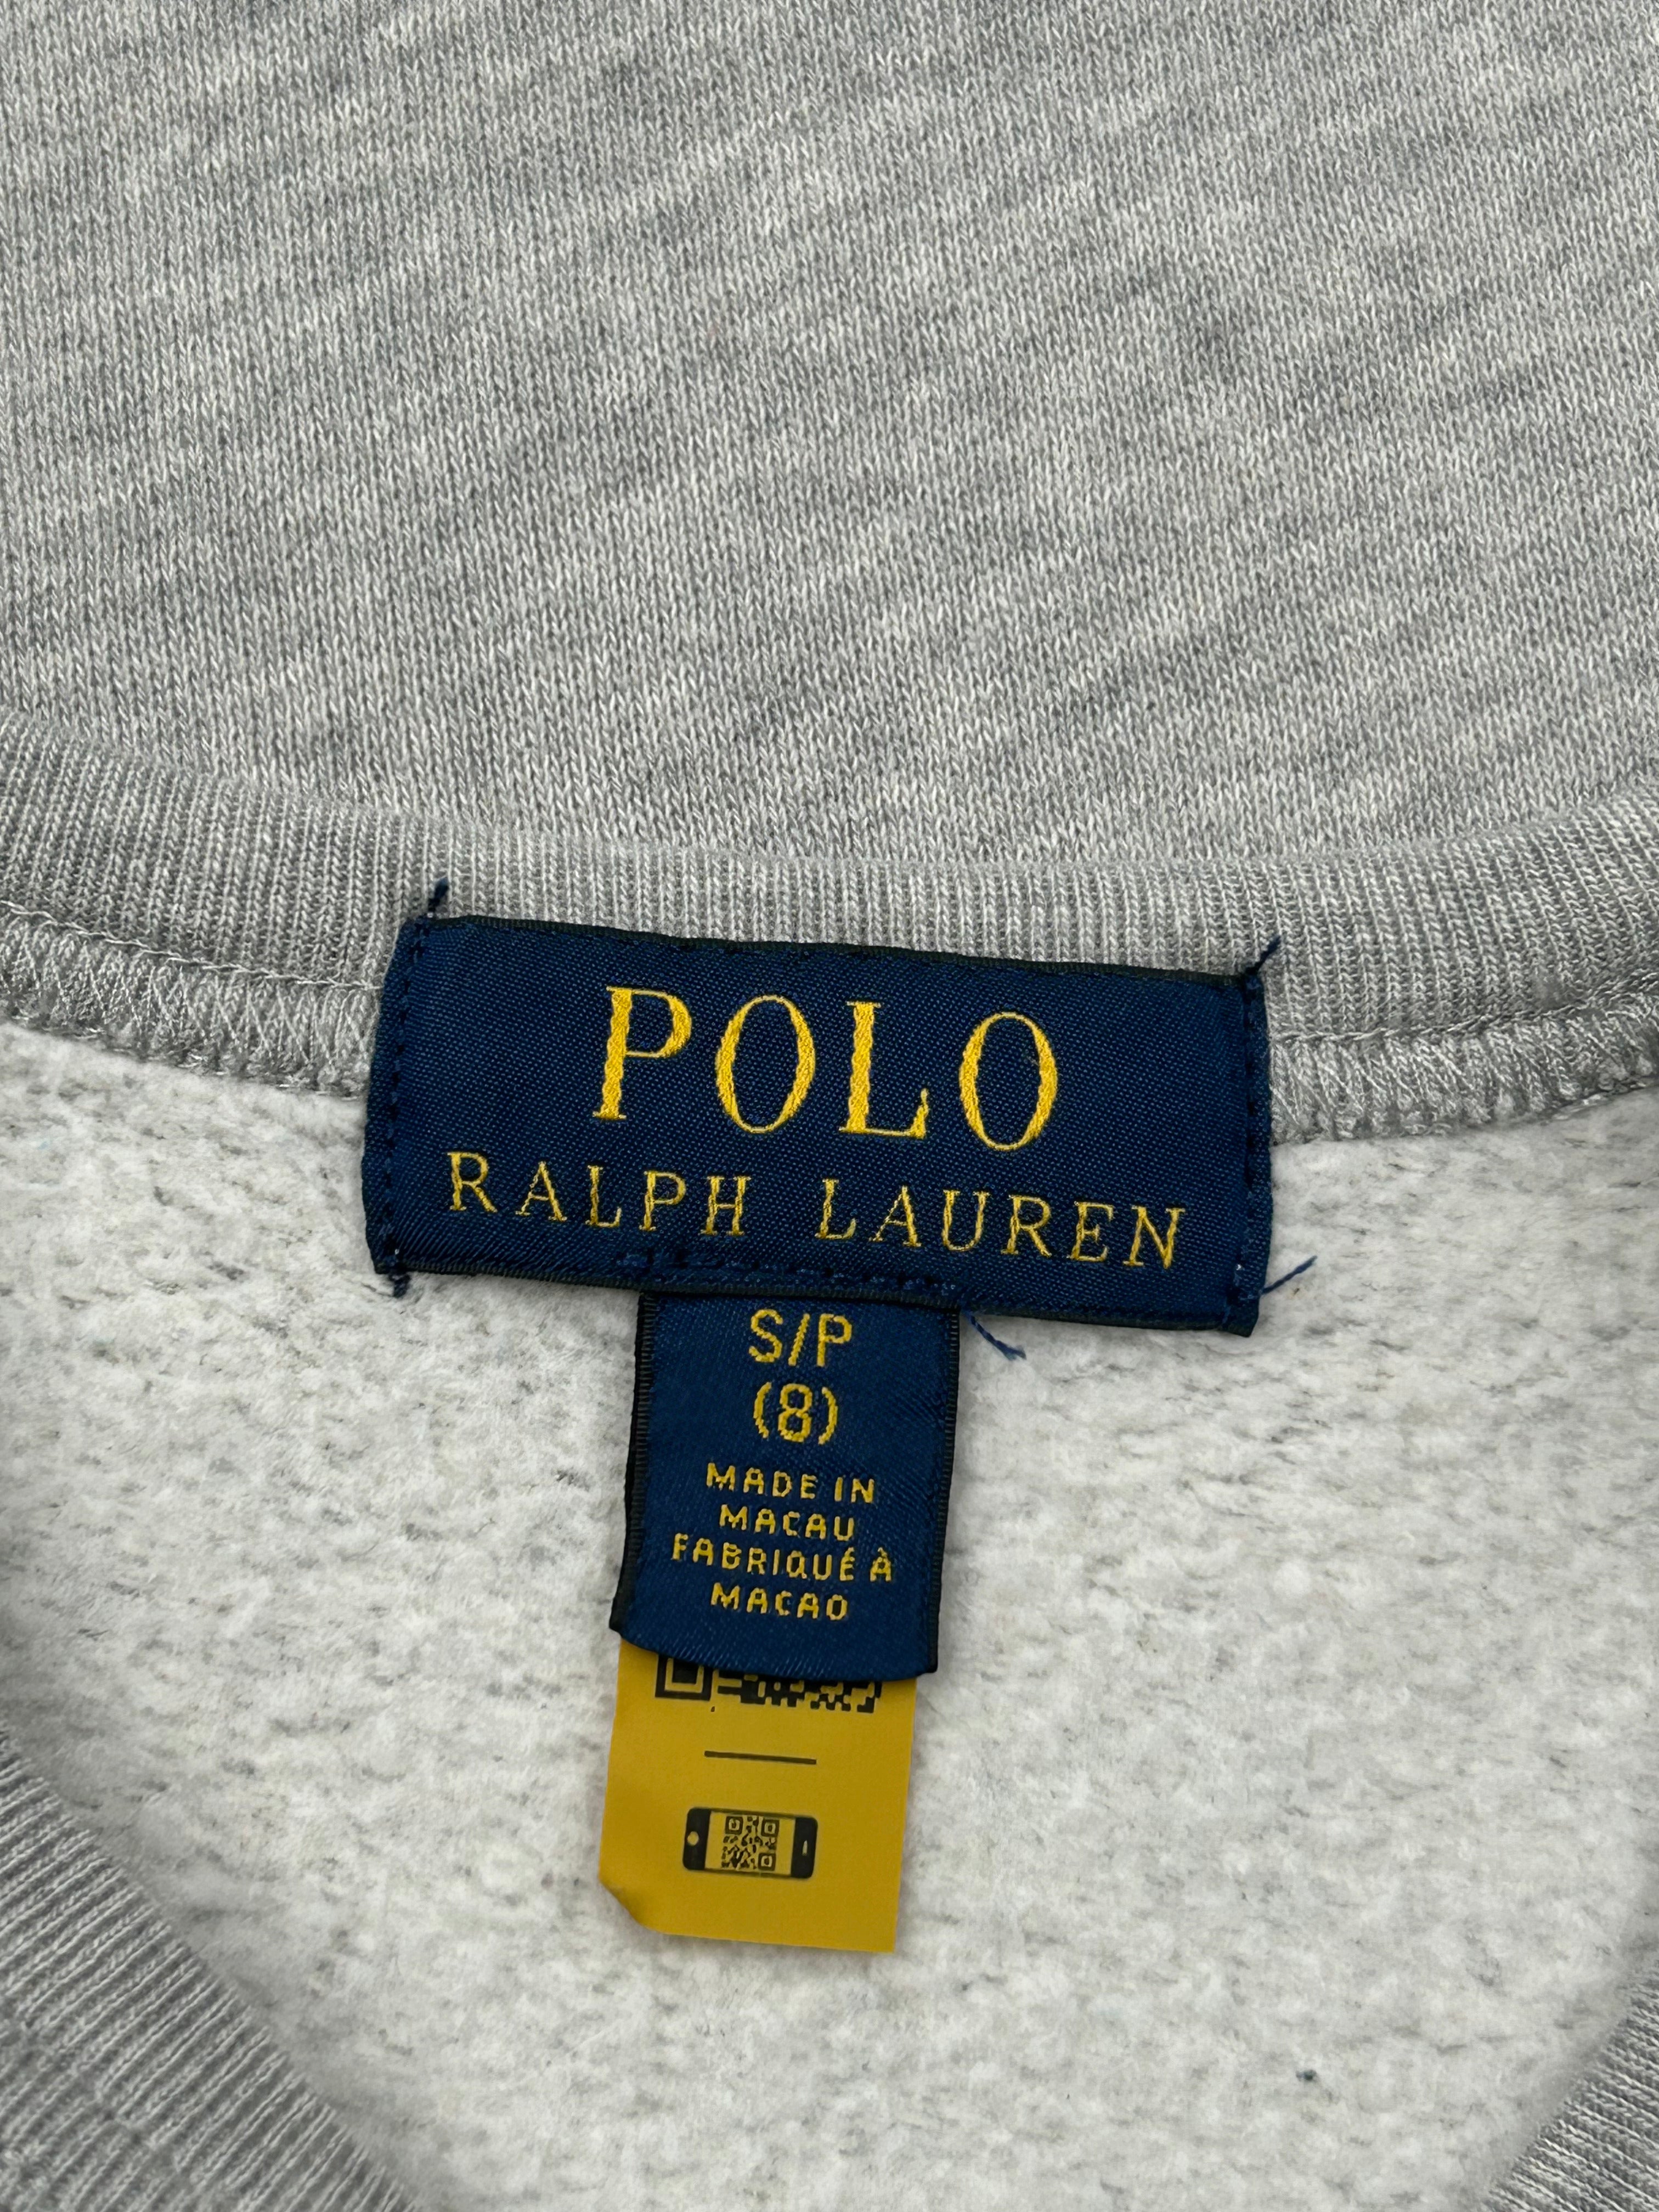 POLO
RALPH LAUREN
S/P
(8)
MADE IN
MACAU
FABRIQUÉ À
MACAO